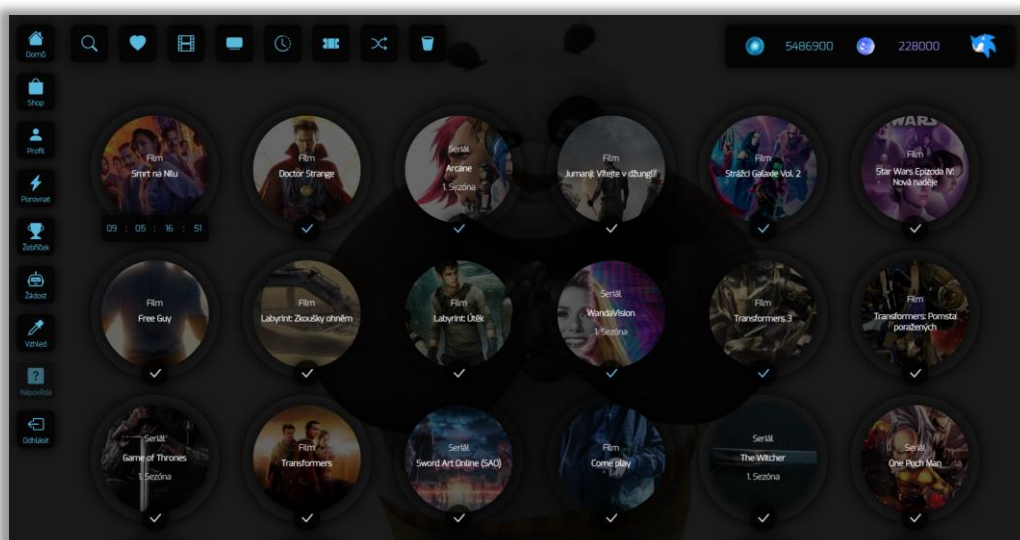 Domů
5486900
228000
Shop
Profil
Porovnat
Žebříček
Žádost
Vzhled
?
Nápověda
Odhlásit
Film
Smrt na Nilu
09 : 05 : 16 : 51
Film
Doctor Strange
Seriál
Arcane
1. Sezóna
Film
Jumanji: Vítejte v džungli!
Film
Strážci Galaxie Vol. 2
WARS
Film
Star Wars Epizoda IV:
Nová naděje
Film
Free Guy
Film
Labyrint: Zkoušky ohněm
Film
Labyrint: Útěk
Seriál
WandaVision
1. Sezóna
Film
Transformers 3
Film
Transformers: Pomsta
poražených
Seriál
Game of Thrones
1. Sezóna
Film
Transformers
Seriál
Sword Art Online (SAO)
Film
Come play
Seriál
The Witcher
1. Sezóna
Seriál
One Puch Man